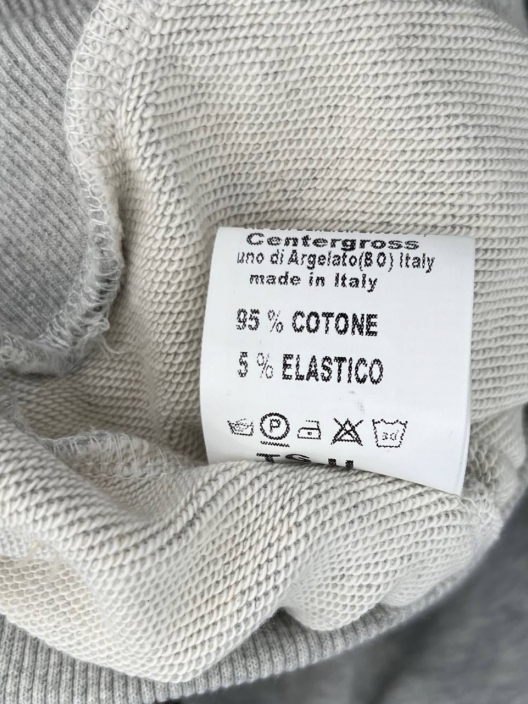 Centergross
uno di Argelato(BO) Italy
made in Italy
95 % COTONE
5 % ELASTICO
P
30